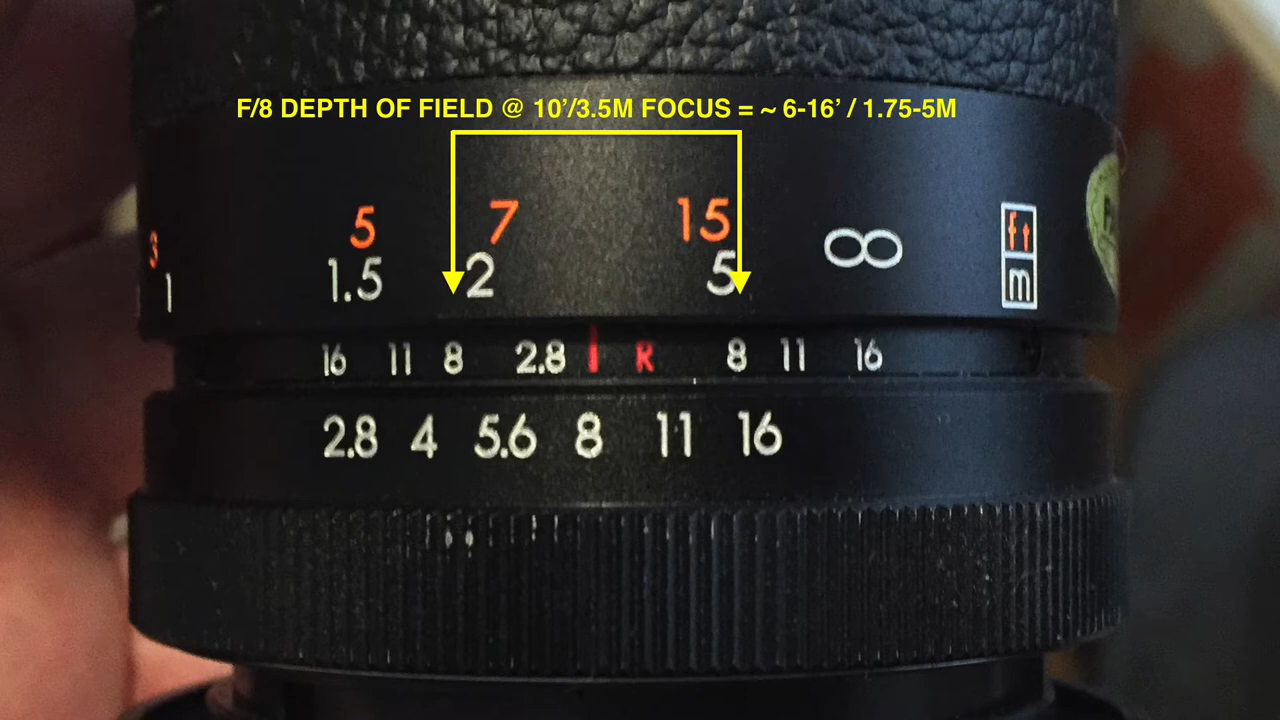 F/8 DEPTH OF FIELD @ 10’/3.5M FOCUS = ~ 6-16’ / 1.75-5M
3 5 7 15 ∞ ft
1 1.5 2 5 m
16 11 8 2.8 R 8 11 16
2.8 4 5.6 8 11 16